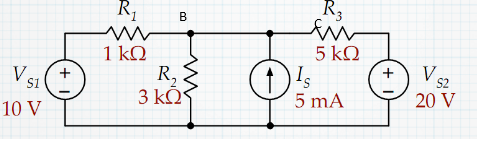 R1 B R3
C
1 kΩ 5 kΩ
VS1 + R2 IS + VS2
10 V 3 kΩ 5 mA 20 V